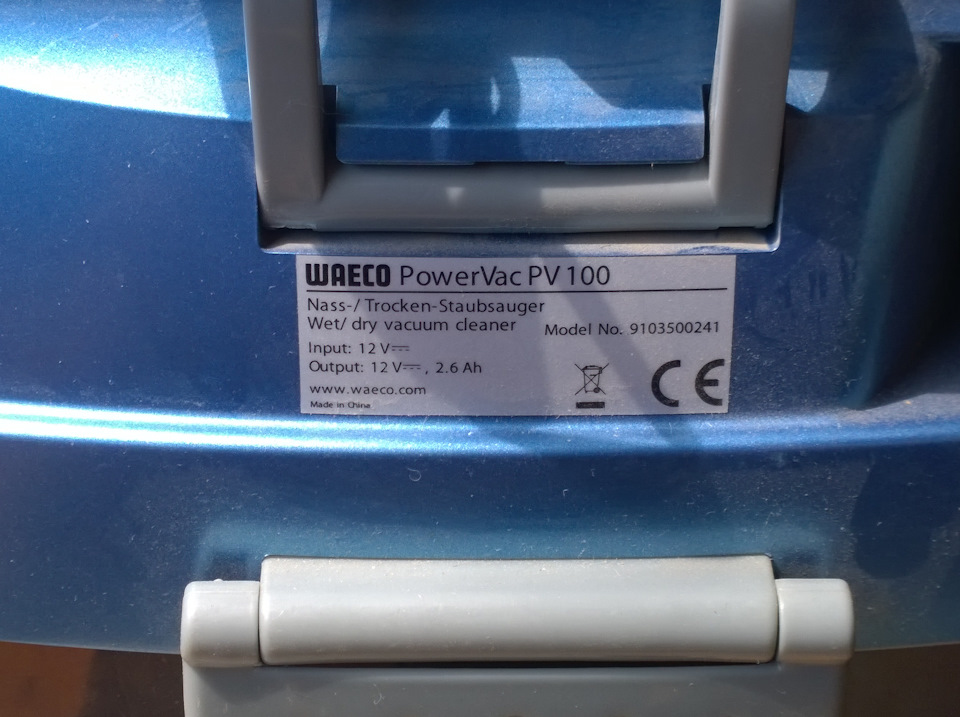 WAECO PowerVac PV 100
Nass-/ Trocken-Staubsauger
Wet/ dry vacuum cleaner Model No. 9103500241
Input: 12 V⎓
Output: 12 V⎓, 2.6 Ah
www.waeco.com
Made in China
CE